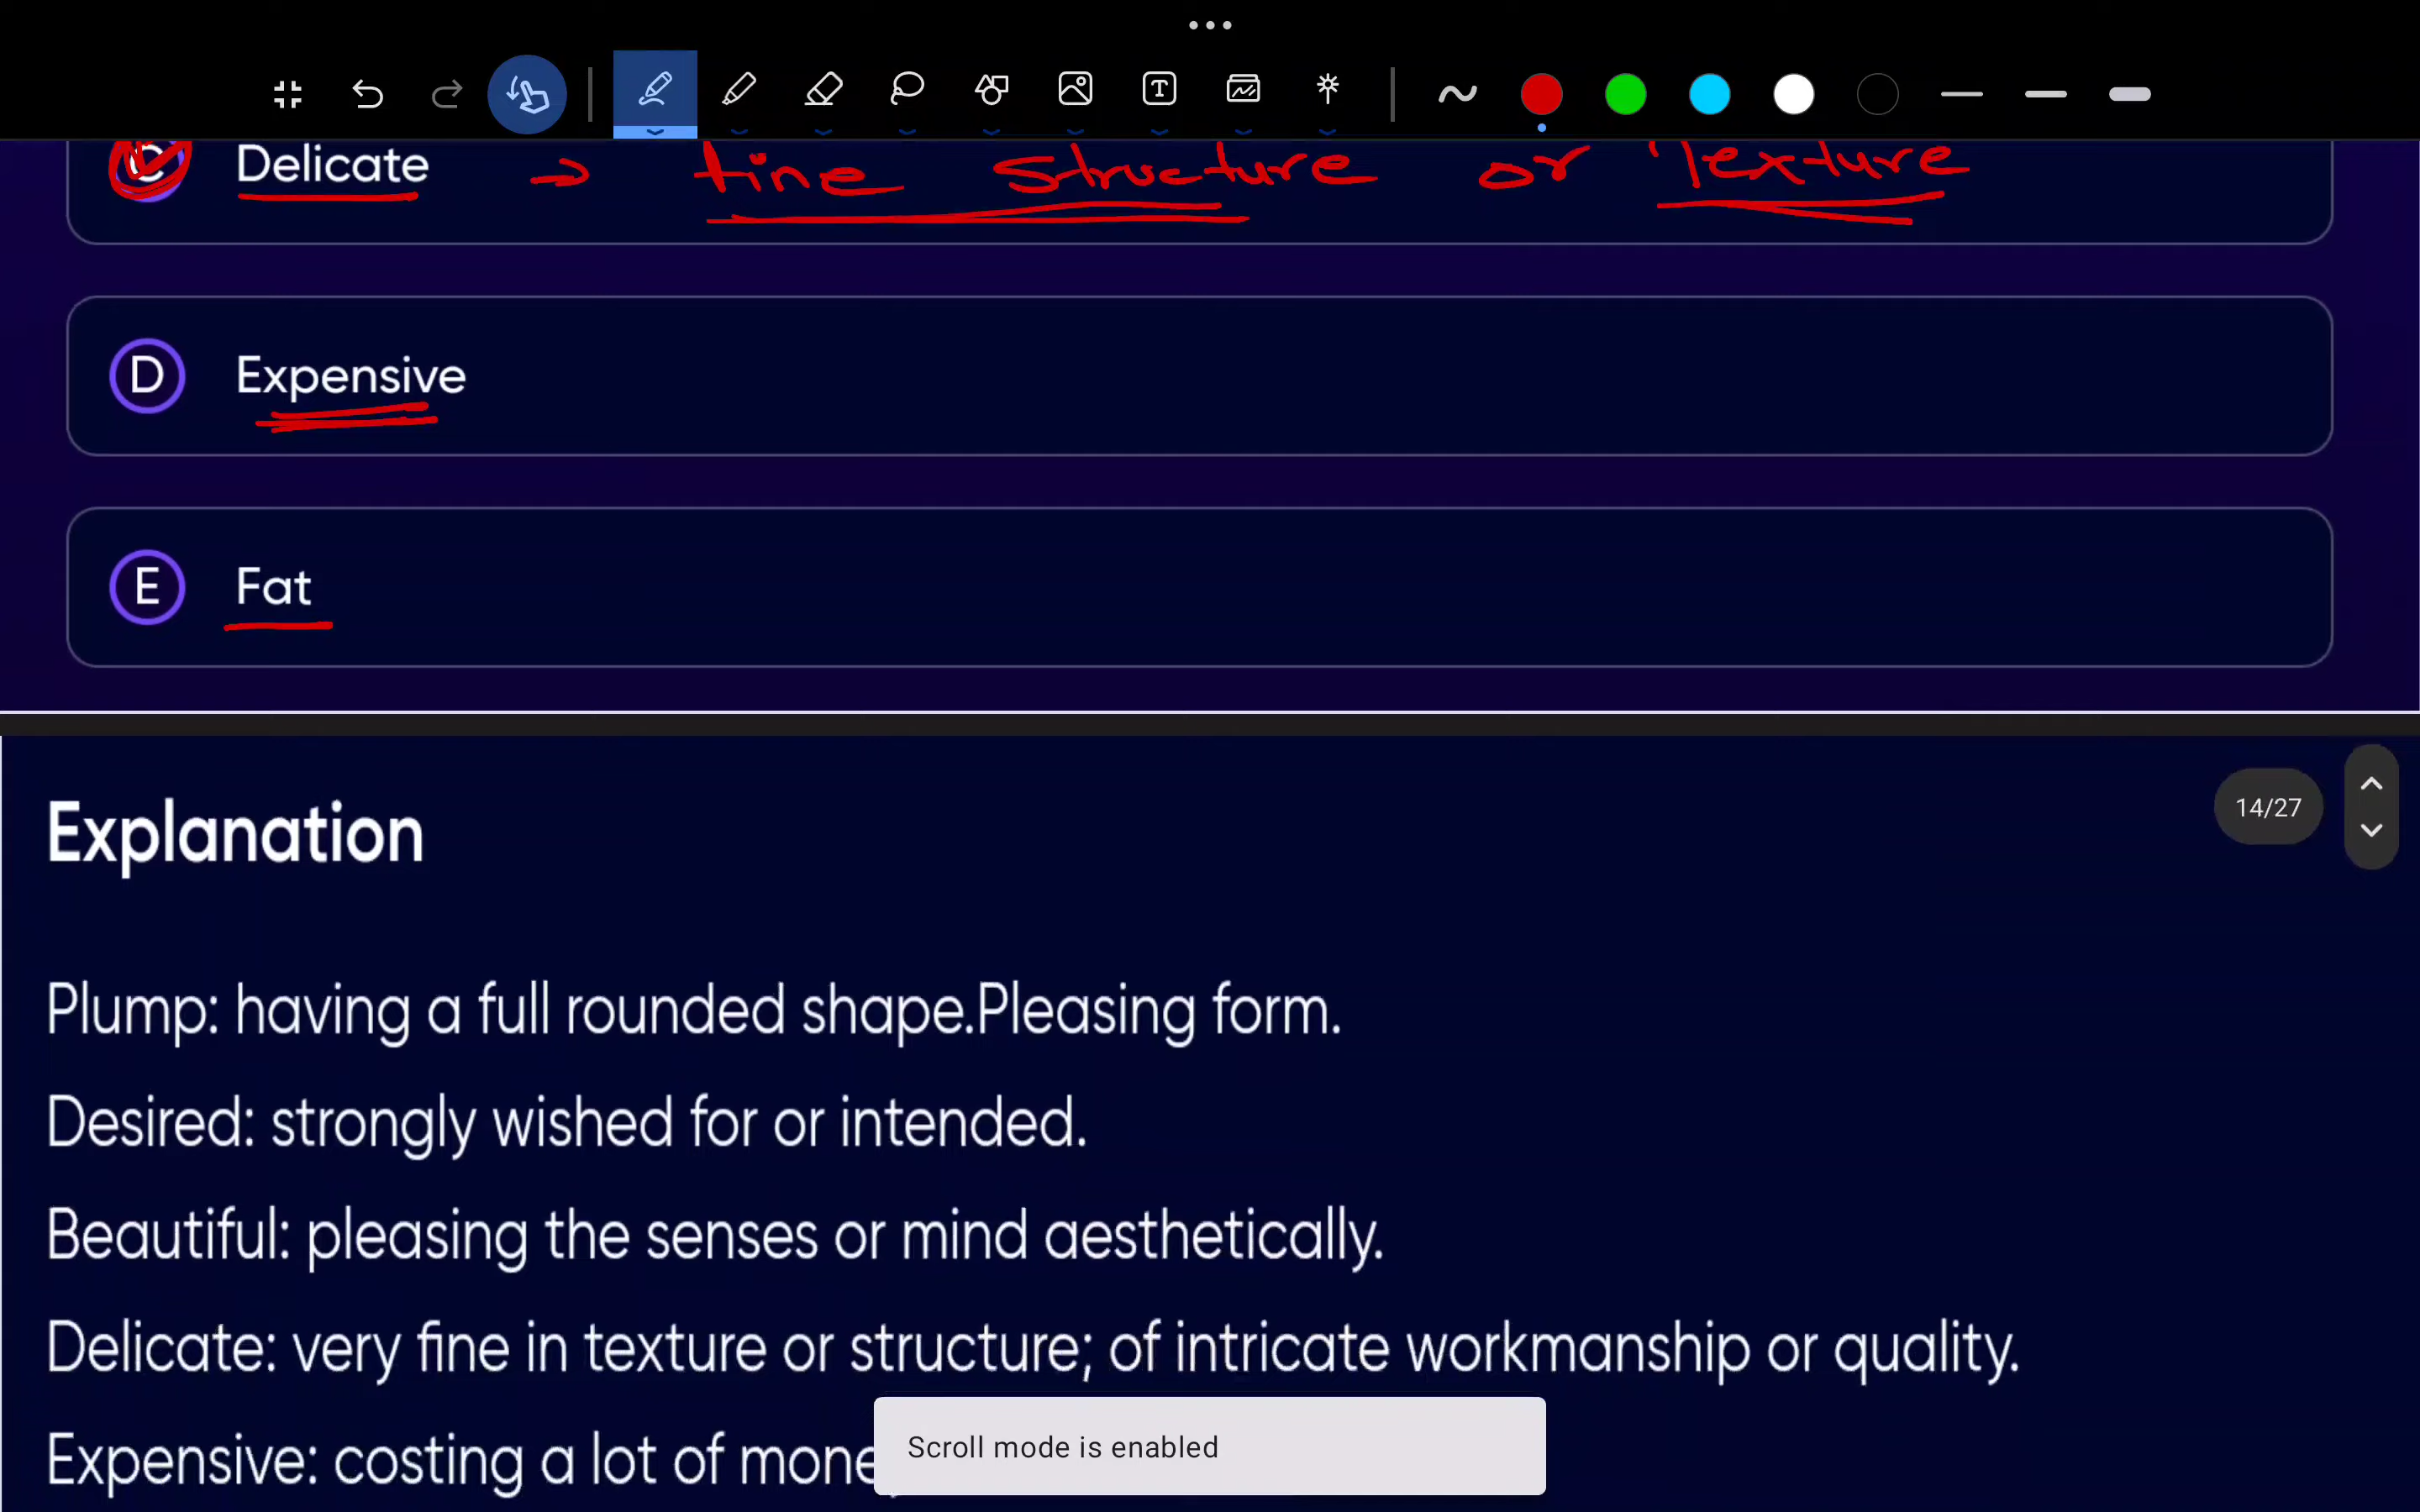 C Delicate → fine structure or Texture
D Expensive
E Fat
Explanation
14/27
Plump: having a full rounded shape.Pleasing form.
Desired: strongly wished for or intended.
Beautiful: pleasing the senses or mind aesthetically.
Delicate: very fine in texture or structure; of intricate workmanship or quality.
Expensive: costing a lot of money
Scroll mode is enabled